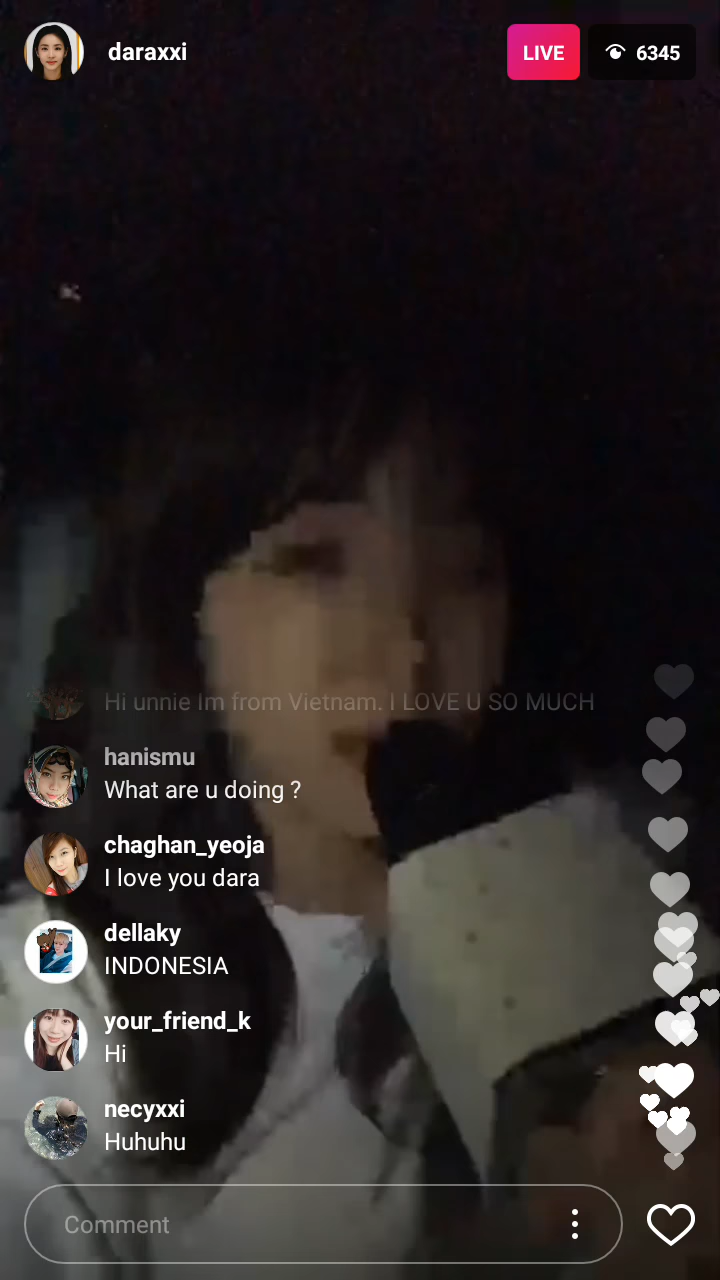 daraxxi
LIVE
6345
Hi unnie Im from Vietnam. I LOVE U SO MUCH
hanismu
What are u doing ?
chaghan_yeoja
I love you dara
dellaky
INDONESIA
your_friend_k
Hi
necyxxi
Huhuhu
Comment